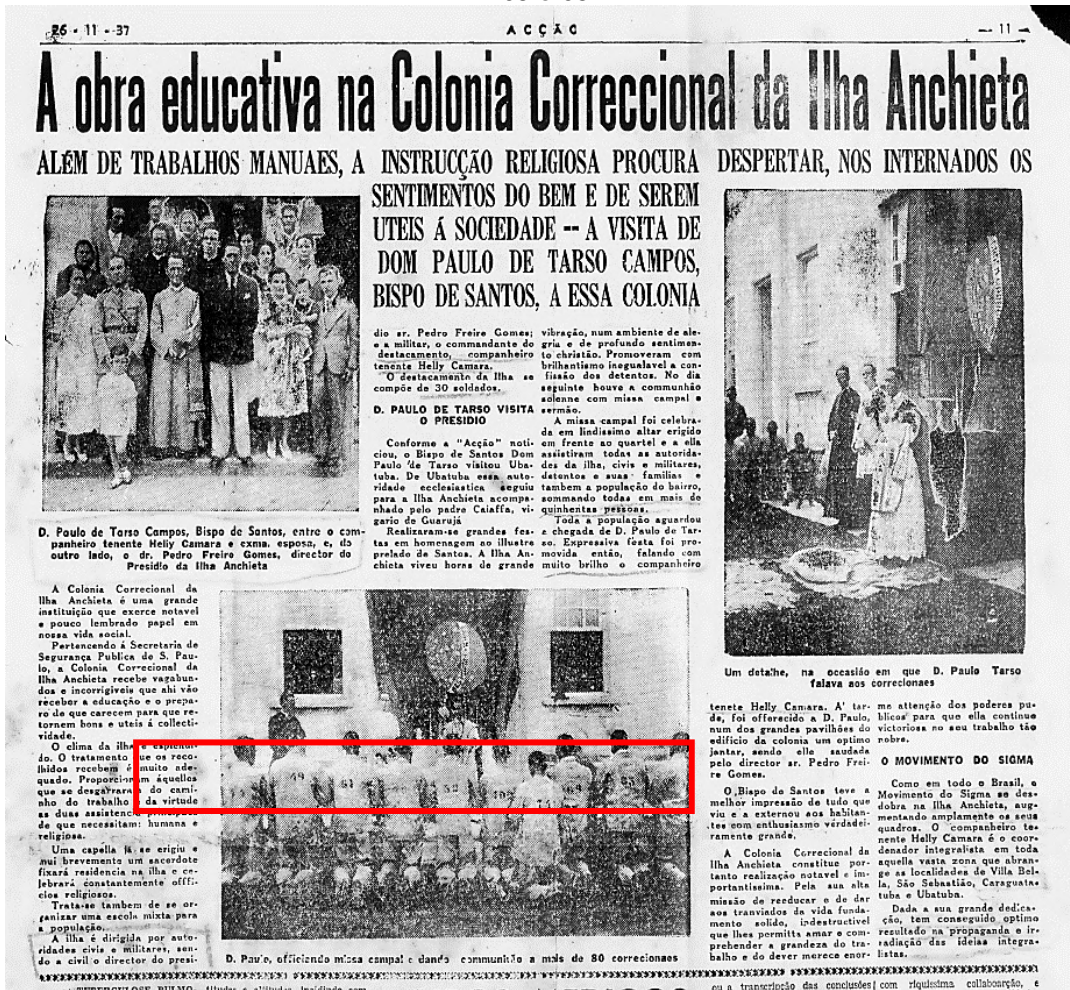 26 - 11 - 37
ACÇÃO
— 11 —
A obra educativa na Colonia Correccional da Ilha Anchieta
ALÉM DE TRABALHOS MANUAES, A INSTRUCÇÃO RELIGIOSA PROCURA DESPERTAR, NOS INTERNADOS OS
SENTIMENTOS DO BEM E DE SEREM
UTEIS Á SOCIEDADE -- A VISITA DE
DOM PAULO DE TARSO CAMPOS,
BISPO DE SANTOS, A ESSA COLONIA
D. Paulo de Tarso Campos, Bispo de Santos, entre o com-
panheiro tenente Helly Camara e exma. esposa, e, do
outro lado, o dr. Pedro Freire Gomes, director do
Presidio da Ilha Anchieta
A Colonia Correcional da
Ilha Anchieta é uma grande
instituição que exerce notavel
e pouco lembrado papel em
nossa vida social.
Pertencendo á Secretaria de
Segurança Publica de S. Pau-
lo, a Colonia Correcional da
Ilha Anchieta recebe vagabun-
dos e incorrigiveis que ahi vão
receber a educação e o prepa-
ro de que carecem para que re-
tornem bons e uteis á collecti-
vidade.
O clima da ilha é esplendi-
do. O tratamento que os reco-
lhidos recebem é muito ade-
quado. Proporcionam áquelles
que se desgarraram do cami-
nho do trabalho e da virtude
as duas assistencias principaes
de que necessitam: humana e
religiosa.
Uma capella já se erigiu e
mui brevemente um sacerdote
fixará residencia na ilha e ce-
lebrará constantemente offi-
cios religiosos.
Trata-se tambem de se or-
ganizar uma escola mixta para
a população.
A ilha é dirigida por auto-
ridades civis e militares, sen-
do a civil o director do presi-
dio sr. Pedro Freire Gomes;
e a militar, o commandante do
destacamento, companheiro
tenente Helly Camara.
O destacamento da Ilha se
compõe de 30 soldados.
D. PAULO DE TARSO VISITA
O PRESIDIO
Conforme a "Acção" noti-
ciou, o Bispo de Santos Dom
Paulo de Tarso visitou Uba-
tuba. De Ubatuba essa auto-
ridade ecclesiastica seguiu
para a Ilha Anchieta acompa-
nhado pelo padre Caiaffa, vi-
gario de Guarujá
Realizaram-se grandes fes-
tas em homenagem ao illustre
prelado de Santos. A Ilha An-
chieta viveu horas de grande
vibração, num ambiente de ale-
gria e de profundo sentimen-
to christão. Promoveram com
brilhantismo inegualavel a con-
fissão dos detentos. No dia
seguinte houve a communhão
solenne com missa campal e
sermão.
A missa campal foi celebra-
da em lindissimo altar erigido
em frente ao quartel e a ella
assistiram todas as autorida-
des da ilha, civis e militares,
detentos e suas familias e
tambem a população do bairro,
sommando todas em mais de
quinhentas pessoas.
Toda a população aguardou
a chegada de D. Paulo de Tar-
so. Expressiva festa foi pro-
movida então, falando com
muito brilho o companheiro
59
61
52
102
74
64
53
D. Paulo, officiando missa campal e dando communhão a mais de 80 correcionaes
Um detalhe, na occasião em que D. Paulo Tarso
falava aos correcionaes
tenente Helly Camara. A' tar-
de, foi offerecido a D. Paulo,
num dos grandes pavilhões do
edificio da colonia um optimo
jantar, sendo elle saudado
pelo director sr. Pedro Frei-
re Gomes.
O Bispo de Santos teve a
melhor impressão de tudo que
viu e a externou aos habitan-
tes com enthusiasmo verdadei-
ramente grande.
A Colonia Correcional da
Ilha Anchieta constitue por-
tanto realização notavel e im-
portantissima. Pela sua alta
missão de reeducar e de dar
aos tranviados da vida funda-
mento solido, indestructivel
que lhes permitta amar e com-
prehender a grandeza do tra-
balho e do dever merece enor-
me attenção dos poderes pu-
blicos para que ella continue
victoriosa no seu trabalho tão
nobre.
O MOVIMENTO DO SIGMA
Como em todo o Brasil, o
Movimento do Sigma se des-
dobra na Ilha Anchieta, aug-
mentando amplamente os seus
quadros. O companheiro te-
nente Helly Camara é o coor-
denador integralista em toda
aquella vasta zona que abran-
ge as localidades de Villa Bel-
la, São Sebastião, Caraguata-
tuba e Ubatuba.
Dada a sua grande dedica-
ção, tem conseguido optimo
resultado na propaganda e ir-
radiação das ideias integra-
listas.
ou a transcripção das conclusões
com riquissima collaboarção, e